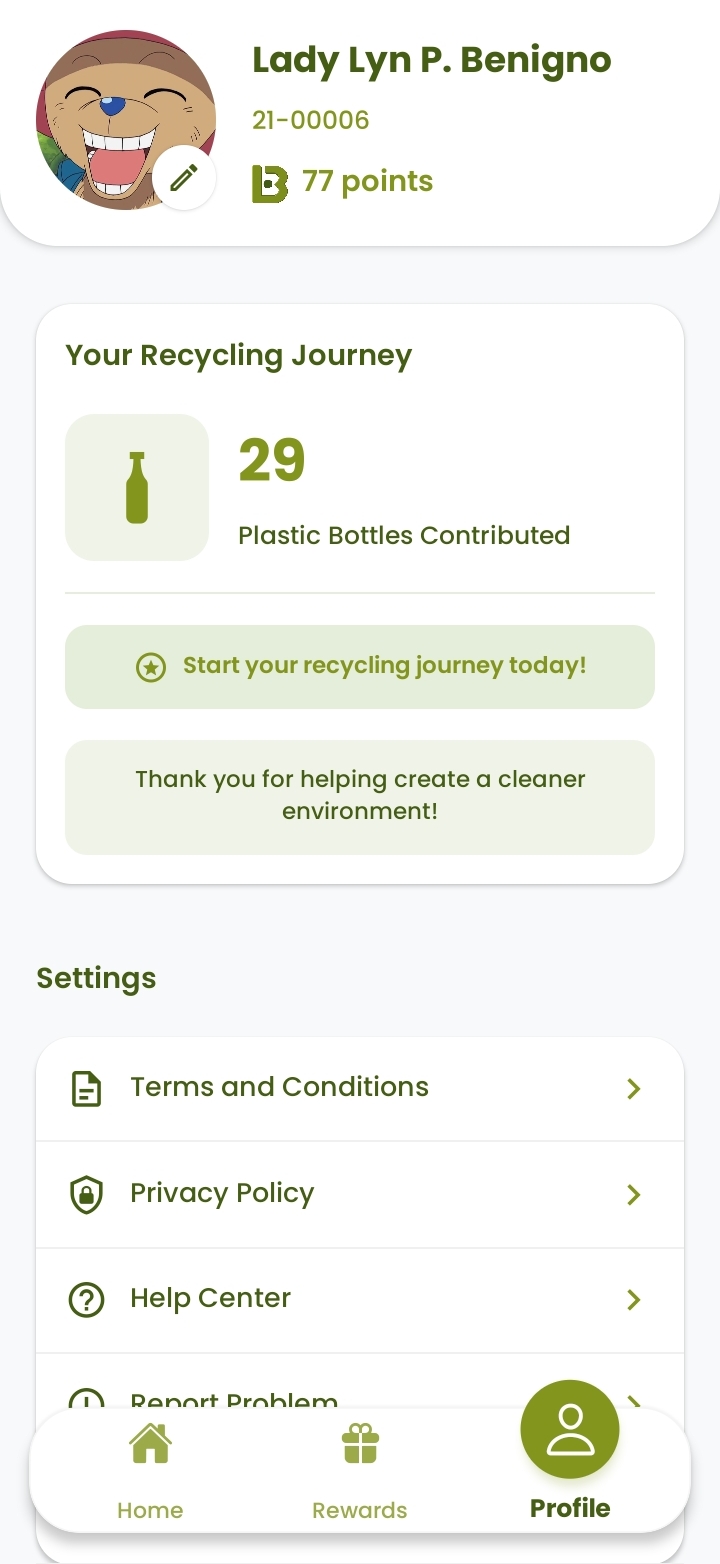 Lady Lyn P. Benigno
21-00006
77 points
Your Recycling Journey
29
Plastic Bottles Contributed
Start your recycling journey today!
Thank you for helping create a cleaner
environment!
Settings
Terms and Conditions
Privacy Policy
Help Center
Report Problem
Home
Rewards
Profile